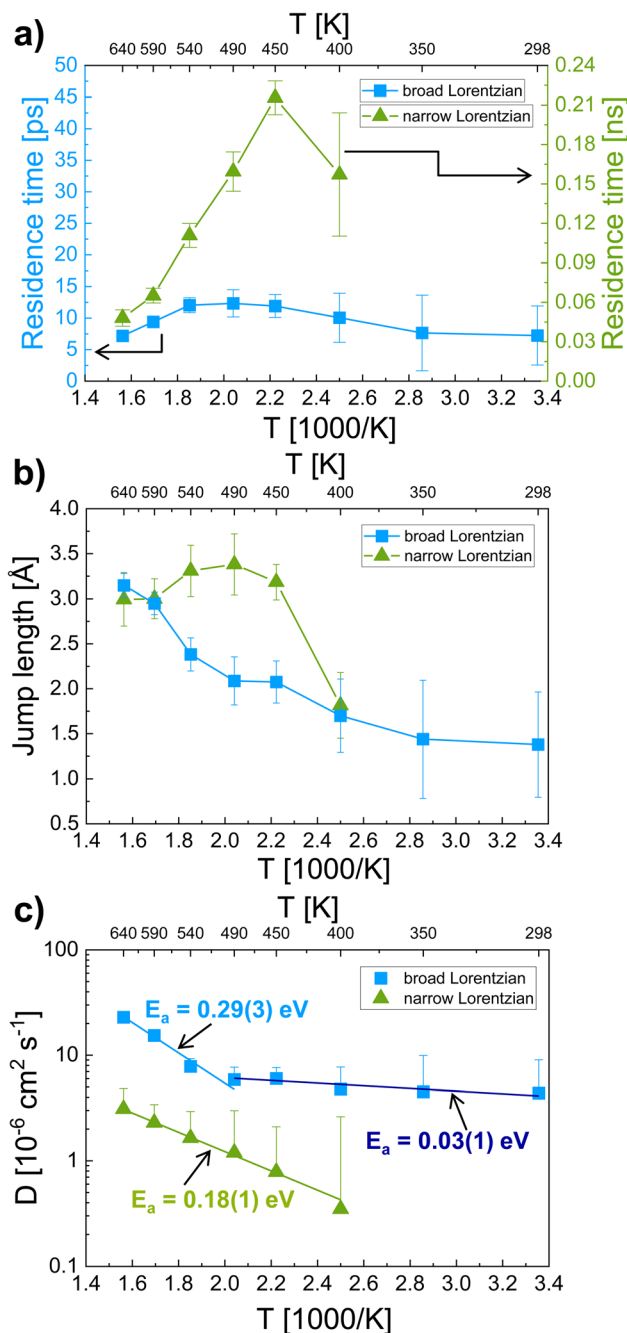 a)
T [K]
640 590 540 490 450 400 350 298
50
45
40
35
30
25
20
15
10
5
0
Residence time [ps]
broad Lorentzian
narrow Lorentzian
0.24
0.21
0.18
0.15
0.12
0.09
0.06
0.03
0.00
Residence time [ns]
1.4 1.6 1.8 2.0 2.2 2.4 2.6 2.8 3.0 3.2 3.4
T [1000/K]
b)
T [K]
640 590 540 490 450 400 350 298
4.0
3.5
3.0
2.5
2.0
1.5
1.0
0.5
Jump length [Å]
broad Lorentzian
narrow Lorentzian
1.4 1.6 1.8 2.0 2.2 2.4 2.6 2.8 3.0 3.2 3.4
T [1000/K]
c)
T [K]
640 590 540 490 450 400 350 298
100
10
1
0.1
D [10⁻⁶ cm² s⁻¹]
broad Lorentzian
narrow Lorentzian
Eₐ = 0.29(3) eV
Eₐ = 0.03(1) eV
Eₐ = 0.18(1) eV
1.4 1.6 1.8 2.0 2.2 2.4 2.6 2.8 3.0 3.2 3.4
T [1000/K]